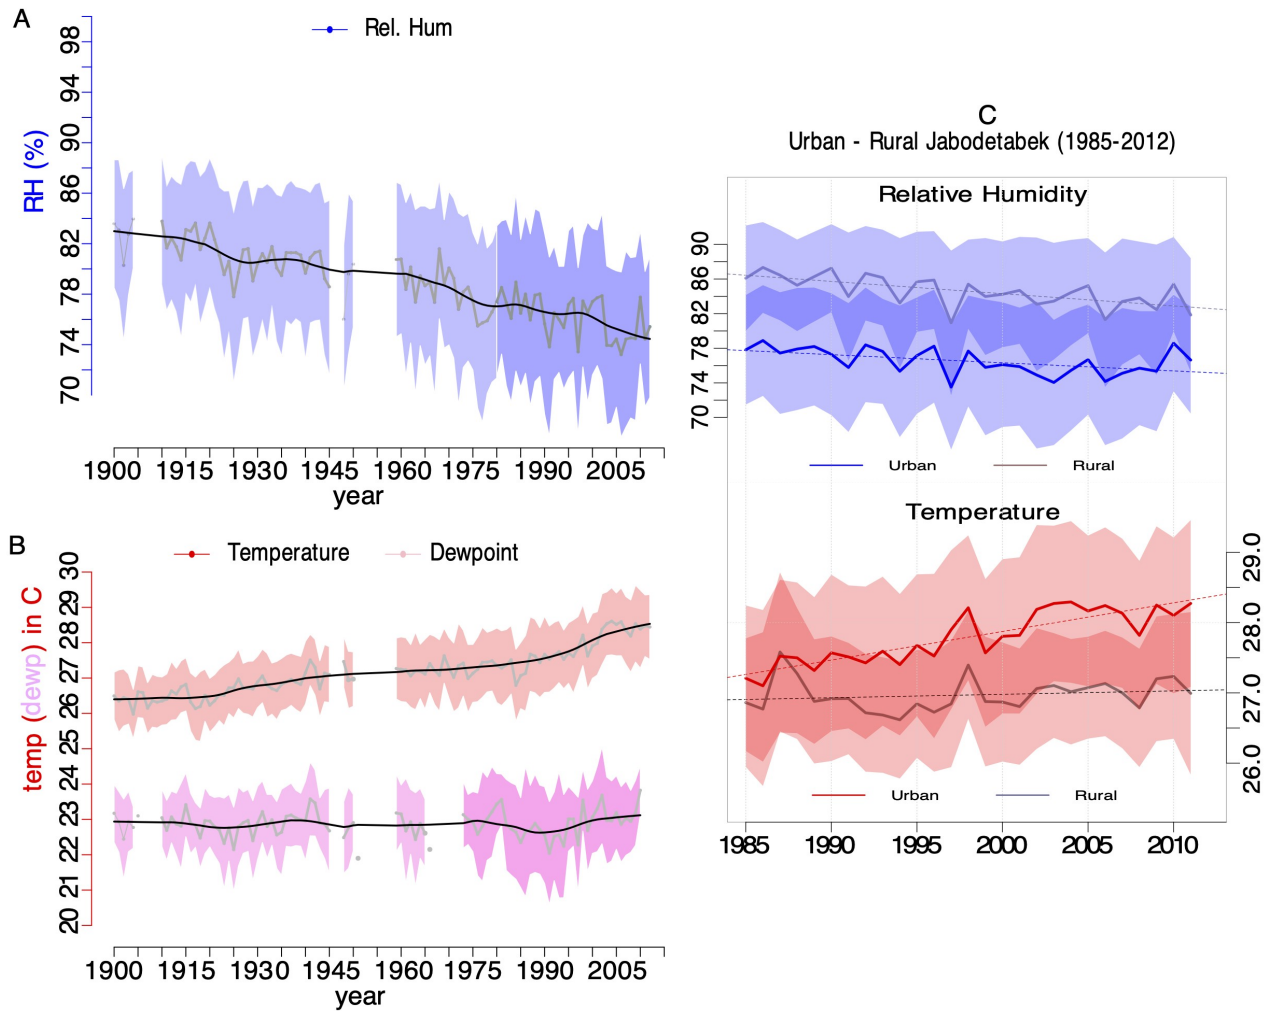 A
Rel. Hum
RH (%)
98
94
90
86
82
78
74
70
1900 1915 1930 1945 1960 1975 1990 2005
year
B
Temperature Dewpoint
temp (dewp) in C
30
29
28
27
26
25
24
23
22
21
20
1900 1915 1930 1945 1960 1975 1990 2005
year
C
Urban - Rural Jabodetabek (1985-2012)
Relative Humidity
90
86
82
78
74
70
Urban Rural
Temperature
29.0
28.0
27.0
26.0
Urban Rural
1985 1990 1995 2000 2005 2010